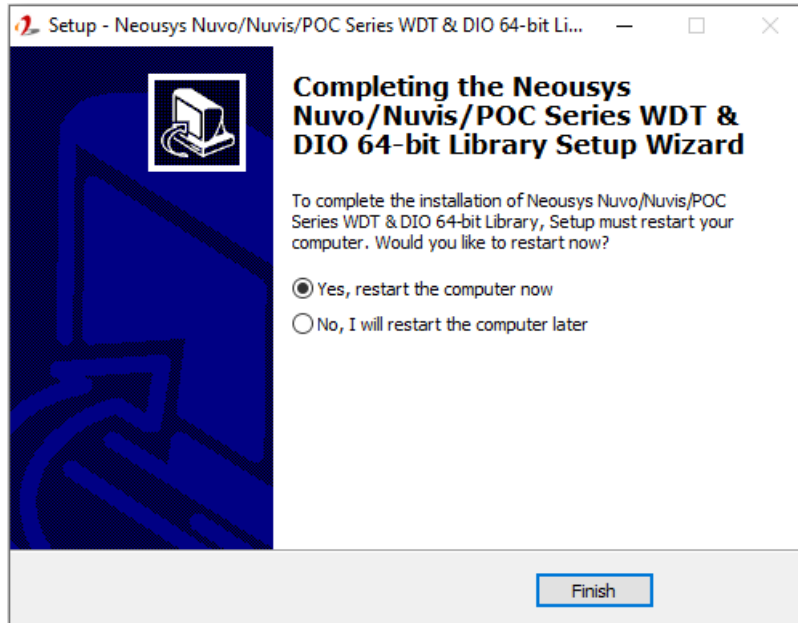 Setup - Neousys Nuvo/Nuvis/POC Series WDT & DIO 64-bit Li...
Completing the Neousys
Nuvo/Nuvis/POC Series WDT &
DIO 64-bit Library Setup Wizard
To complete the installation of Neousys Nuvo/Nuvis/POC
Series WDT & DIO 64-bit Library, Setup must restart your
computer. Would you like to restart now?
Yes, restart the computer now
No, I will restart the computer later
Finish